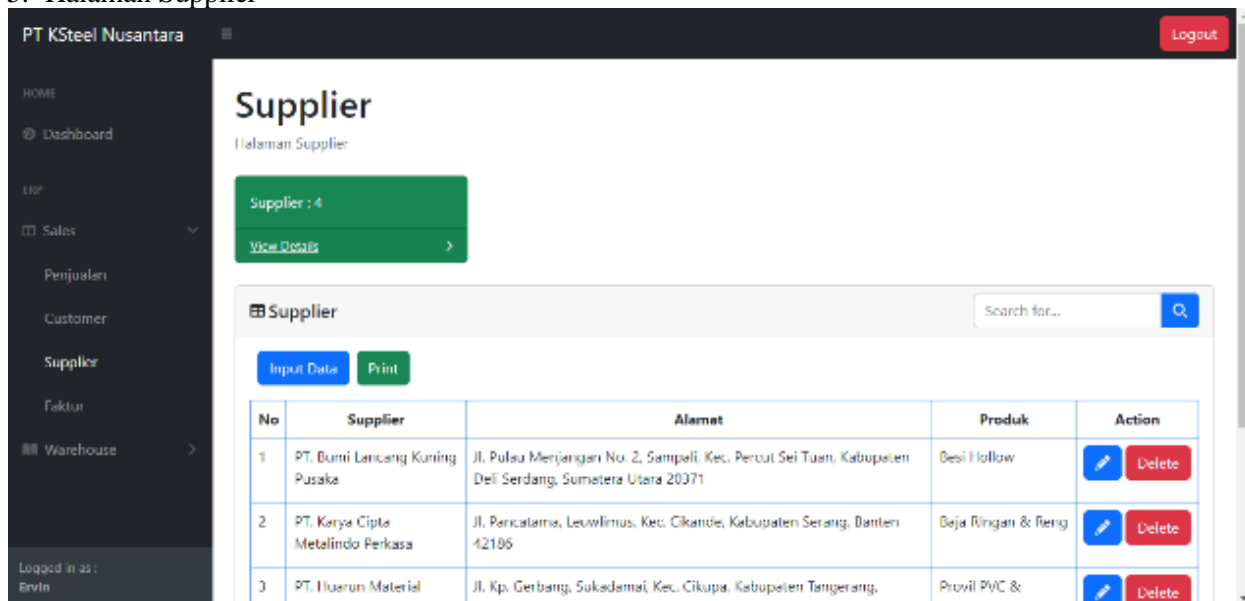 Halaman Supplier
PT KSteel Nusantara
Logout
HOME
Dashboard
ERP
Sales
Penjualan
Customer
Supplier
Faktur
Warehouse
Logged in as :
Ervin
Supplier
Halaman Supplier
Supplier : 4
View Details
Supplier
Search for...
Input Data Print
No Supplier Alamat Produk Action
1 PT. Bumi Lancang Kuning Pusaka Jl. Pulau Menjangan No. 2, Sampali, Kec. Percut Sei Tuan, Kabupaten Deli Serdang, Sumatera Utara 20371 Besi Hollow Delete
2 PT. Karya Cipta Metalindo Perkasa Jl. Pancatama, Leuwlimus, Kec. Cikande, Kabupaten Serang, Banten 42186 Baja Ringan & Reng Delete
3 PT. Huarun Material Jl. Kp. Gerbang, Sukadamai, Kec. Cikupa, Kabupaten Tangerang, Provil PVC & Delete